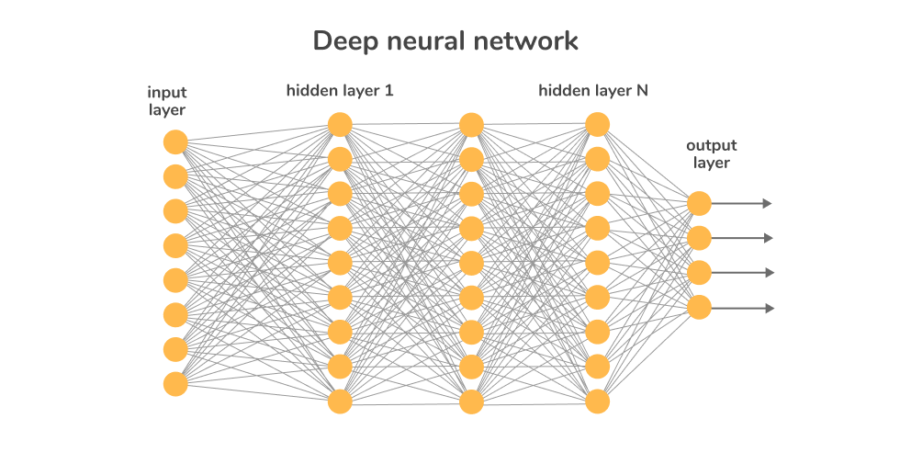 Deep neural network
input
layer
hidden layer 1
hidden layer N
output
layer